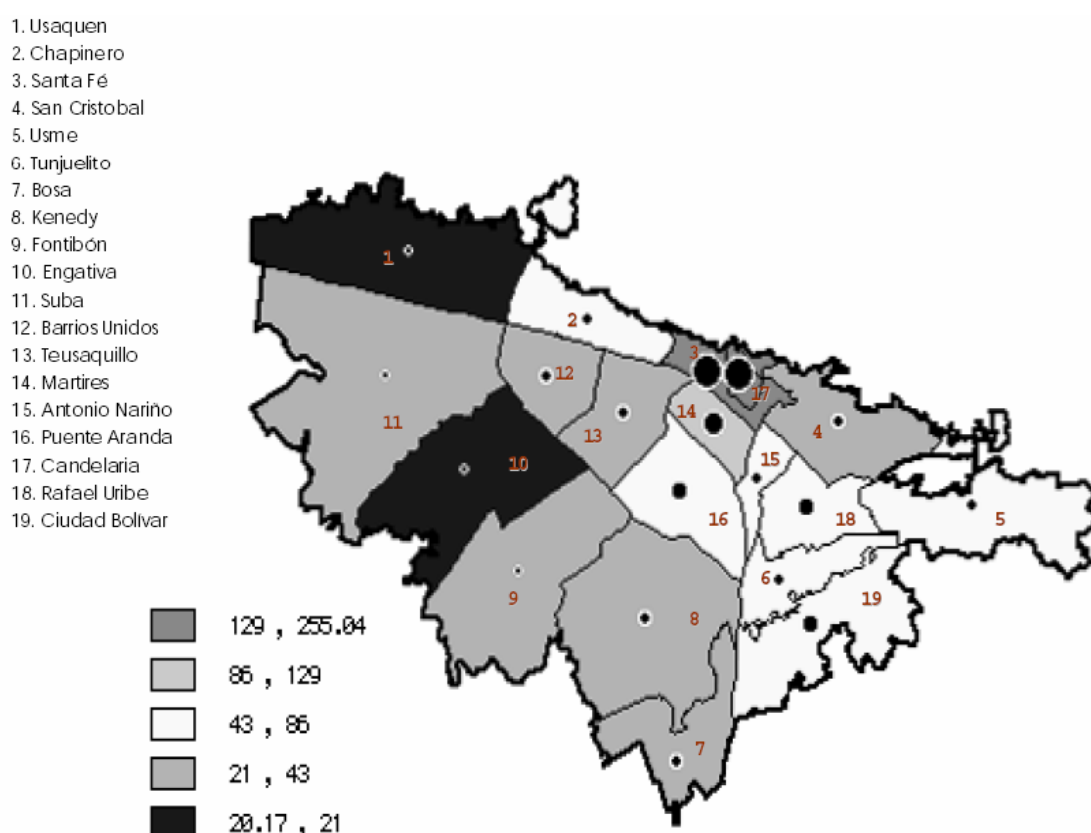 1. Usaquen
2. Chapinero
3. Santa Fé
4. San Cristobal
5. Usme
6. Tunjuelito
7. Bosa
8. Kenedy
9. Fontibón
10. Engativa
11. Suba
12. Barrios Unidos
13. Teusaquillo
14. Martires
15. Antonio Nariño
16. Puente Aranda
17. Candelaria
18. Rafael Uribe
19. Ciudad Bolívar
1
2
3
12
17
14
11
13
4
15
10
16
18
5
6
9
19
8
7
129 , 255.04
86 , 129
43 , 86
21 , 43
20.17 , 21